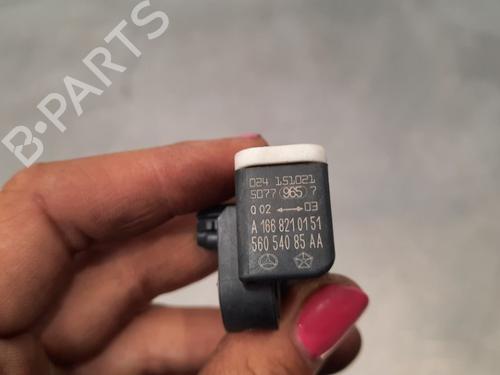 B-PARTS
024 151021
5077 965 7
Q 02 ↔ 03
A 166 821 01 51
560 540 85 AA